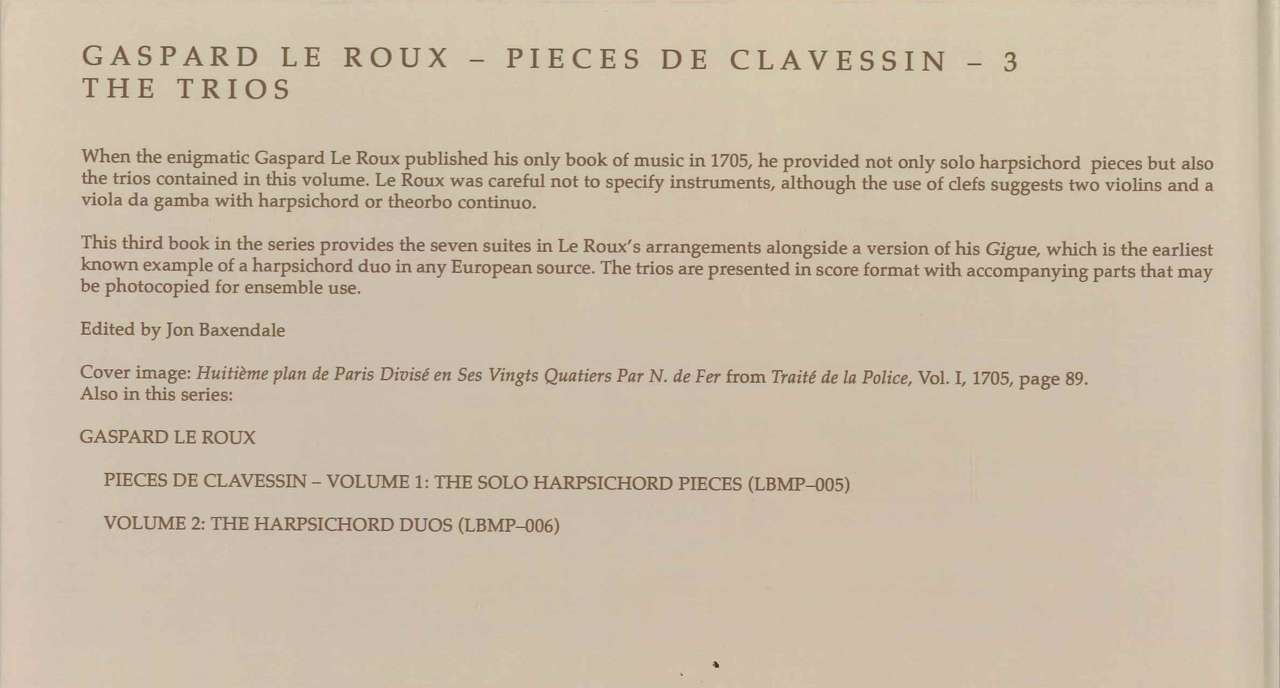 GASPARD LE ROUX – PIECES DE CLAVESSIN – 3
THE TRIOS
When the enigmatic Gaspard Le Roux published his only book of music in 1705, he provided not only solo harpsichord pieces but also
the trios contained in this volume. Le Roux was careful not to specify instruments, although the use of clefs suggests two violins and a
viola da gamba with harpsichord or theorbo continuo.
This third book in the series provides the seven suites in Le Roux's arrangements alongside a version of his Gigue, which is the earliest
known example of a harpsichord duo in any European source. The trios are presented in score format with accompanying parts that may
be photocopied for ensemble use.
Edited by Jon Baxendale
Cover image: Huitième plan de Paris Divisé en Ses Vingts Quatiers Par N. de Fer from Traité de la Police, Vol. I, 1705, page 89.
Also in this series:
GASPARD LE ROUX
PIECES DE CLAVESSIN – VOLUME 1: THE SOLO HARPSICHORD PIECES (LBMP–005)
VOLUME 2: THE HARPSICHORD DUOS (LBMP–006)